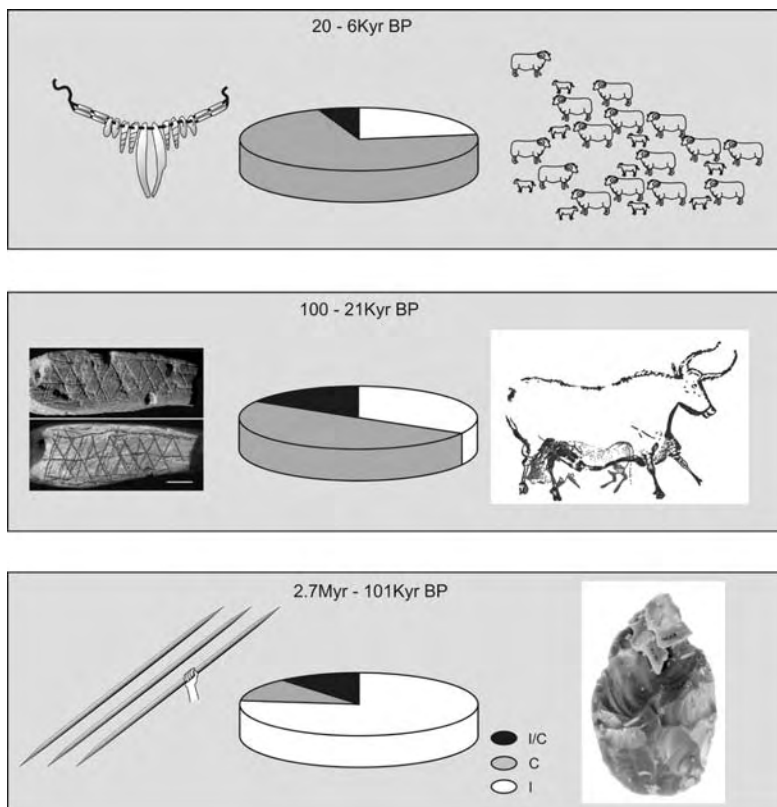 20 - 6Kyr BP
100 - 21Kyr BP
2.7Myr - 101Kyr BP
I/C
C
I